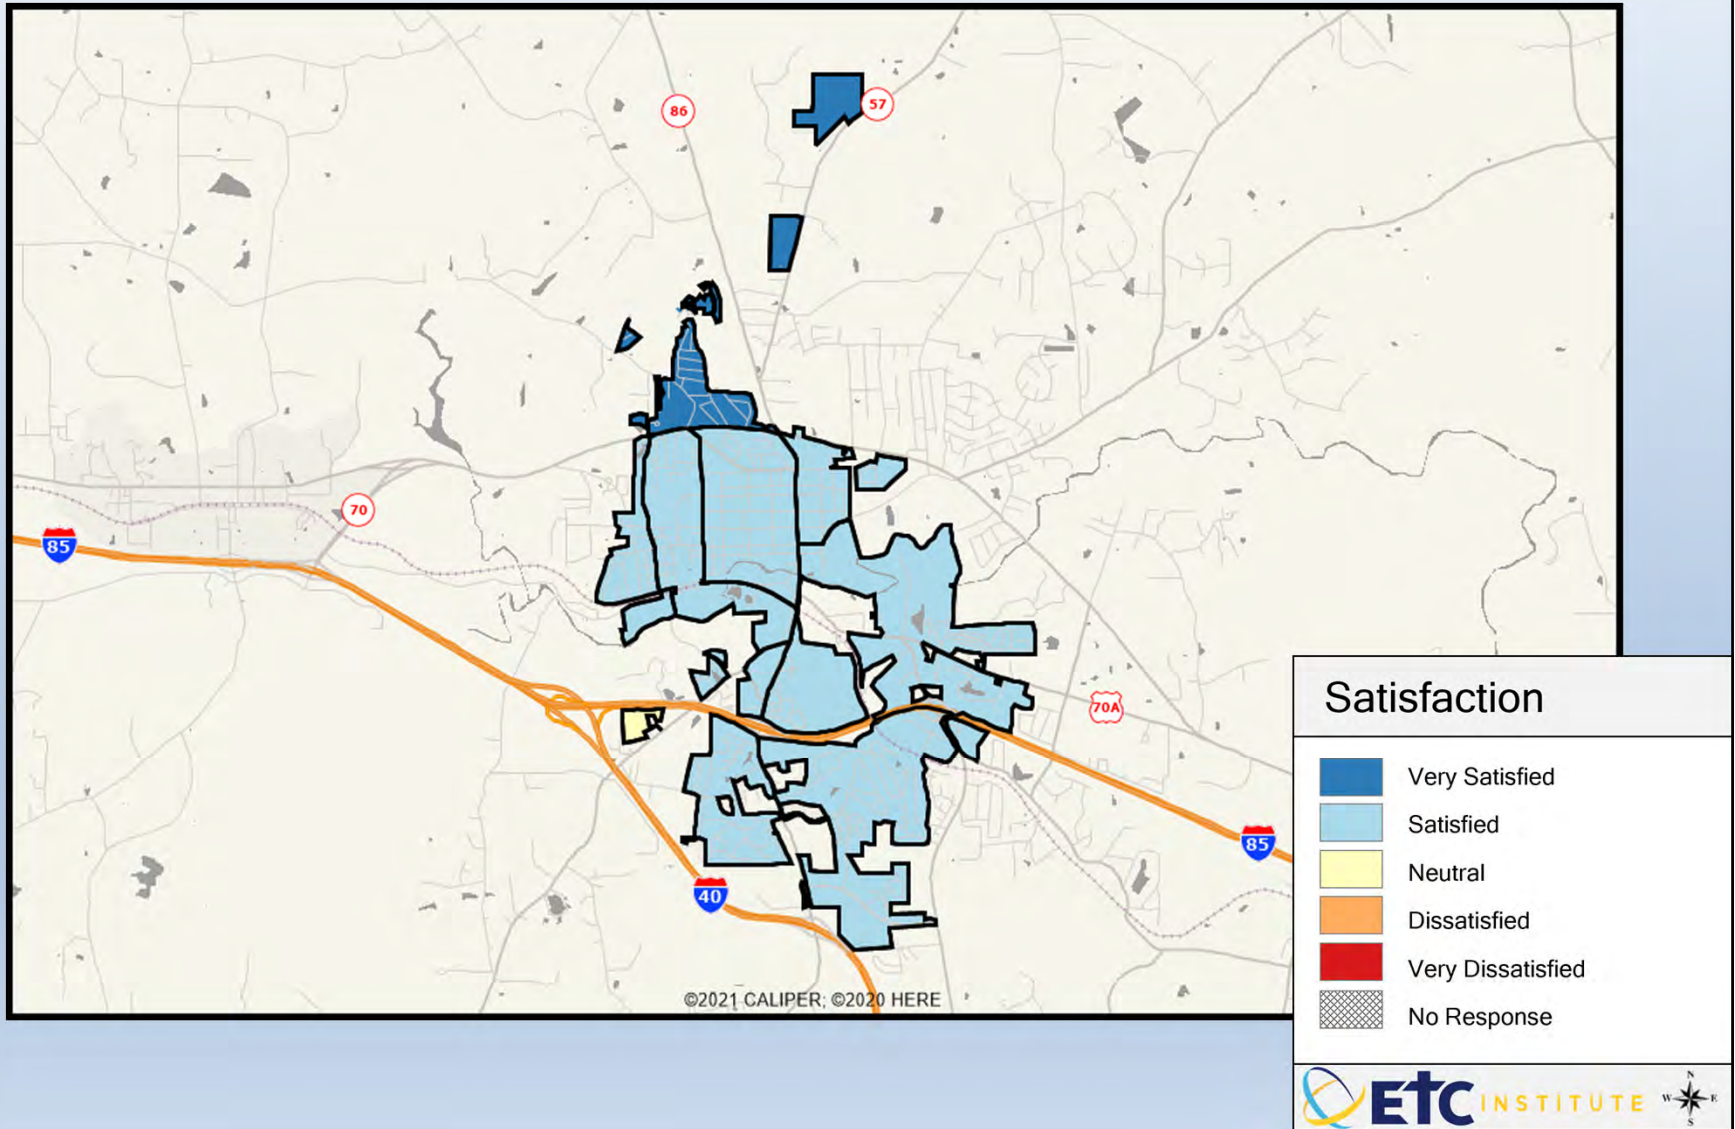 86
57
70
85
70A
85
40
©2021 CALIPER; ©2020 HERE
Satisfaction
Very Satisfied
Satisfied
Neutral
Dissatisfied
Very Dissatisfied
No Response
ETC INSTITUTE
N
W E
S